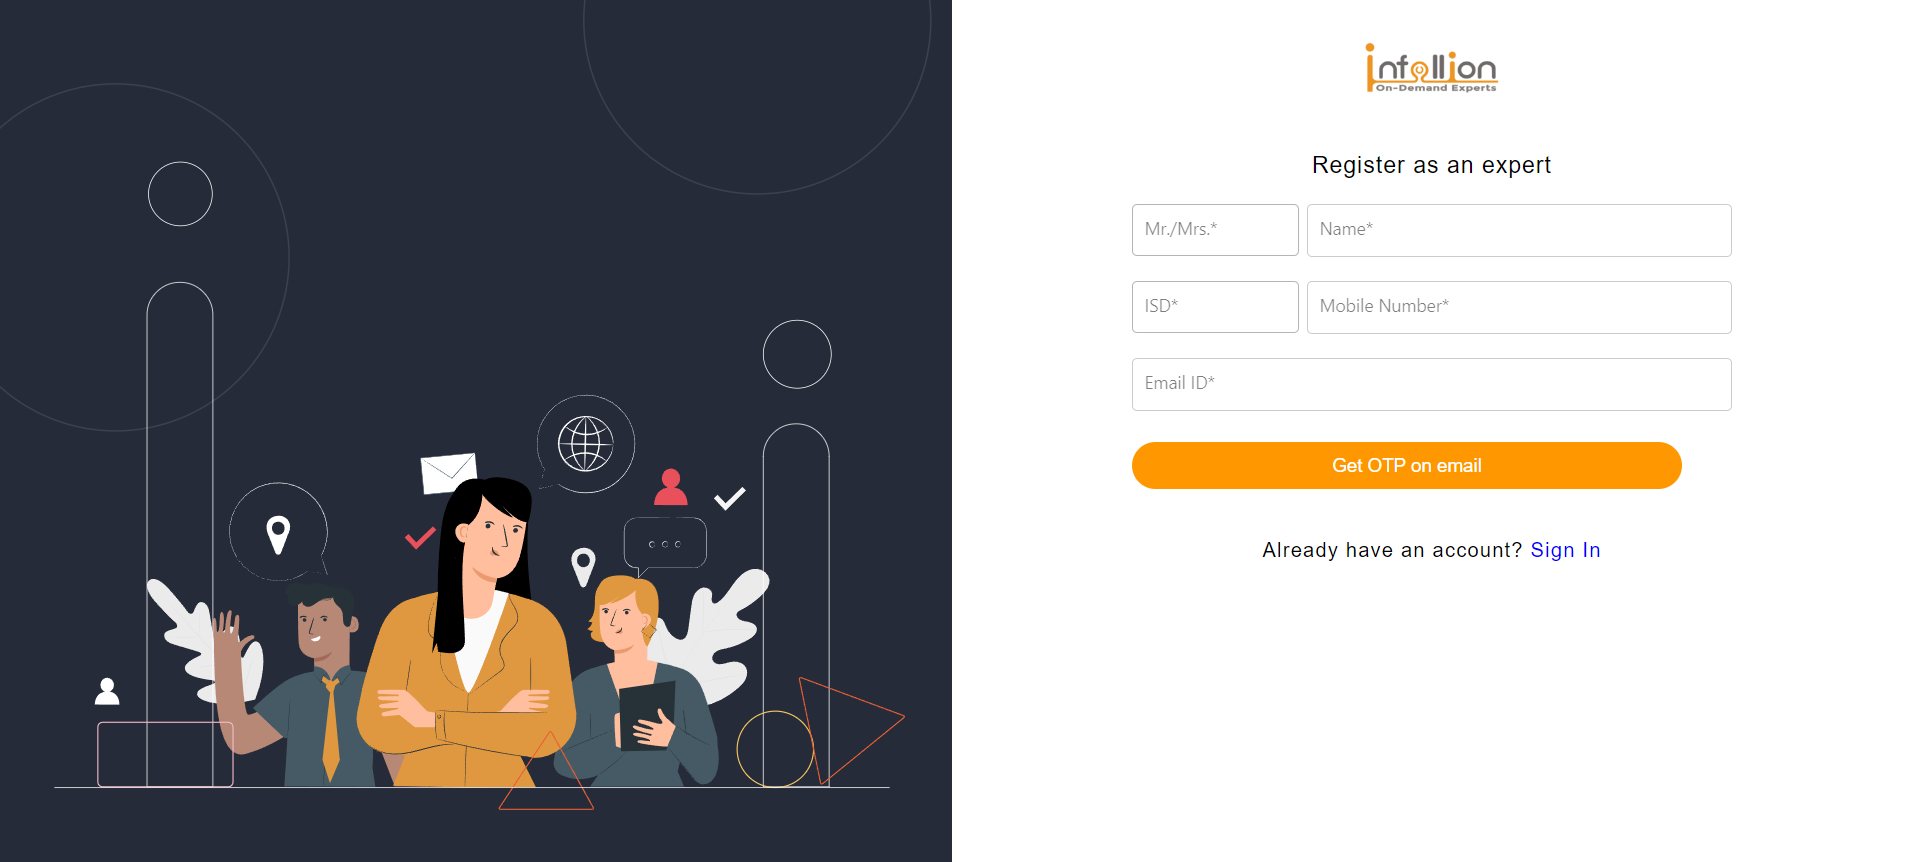 infollion
On-Demand Experts
Register as an expert
Mr./Mrs.* Name*
ISD* Mobile Number*
Email ID*
Get OTP on email
Already have an account? Sign In